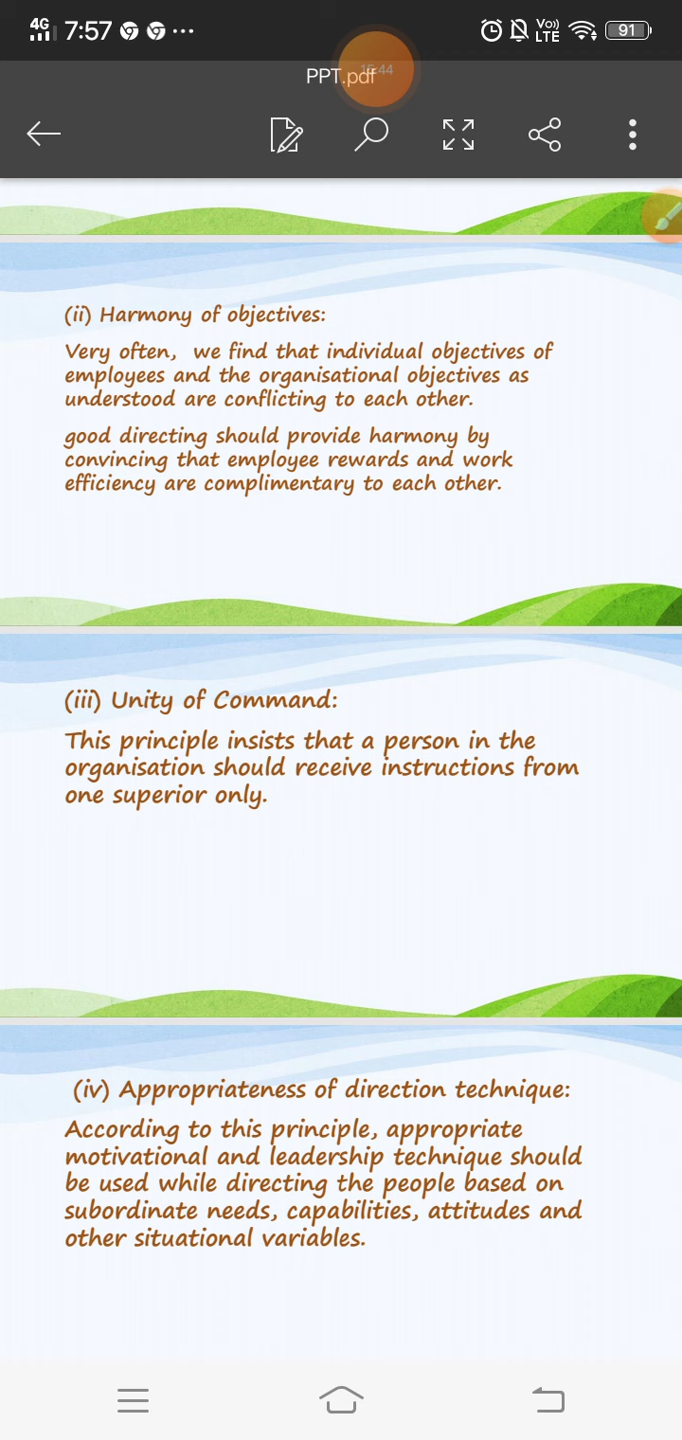 4G 7:57 Vo) LTE 91
PPT.pdf
(ii) Harmony of objectives:
Very often, we find that individual objectives of
employees and the organisational objectives as
understood are conflicting to each other.
good directing should provide harmony by
convincing that employee rewards and work
efficiency are complimentary to each other.
(iii) Unity of Command:
This principle insists that a person in the
organisation should receive instructions from
one superior only.
(iv) Appropriateness of direction technique:
According to this principle, appropriate
motivational and leadership technique should
be used while directing the people based on
subordinate needs, capabilities, attitudes and
other situational variables.